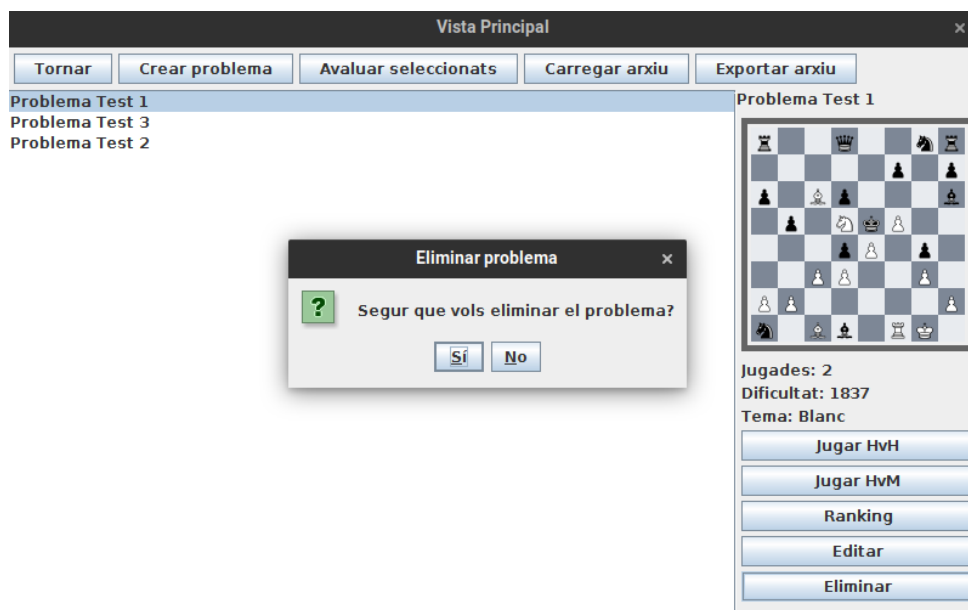 Vista Principal ×
Tornar Crear problema Avaluar seleccionats Carregar arxiu Exportar arxiu
Problema Test 1
Problema Test 3
Problema Test 2
Problema Test 1
Eliminar problema ×
? Segur que vols eliminar el problema?
Sí No
Jugades: 2
Dificultat: 1837
Tema: Blanc
Jugar HvH
Jugar HvM
Ranking
Editar
Eliminar